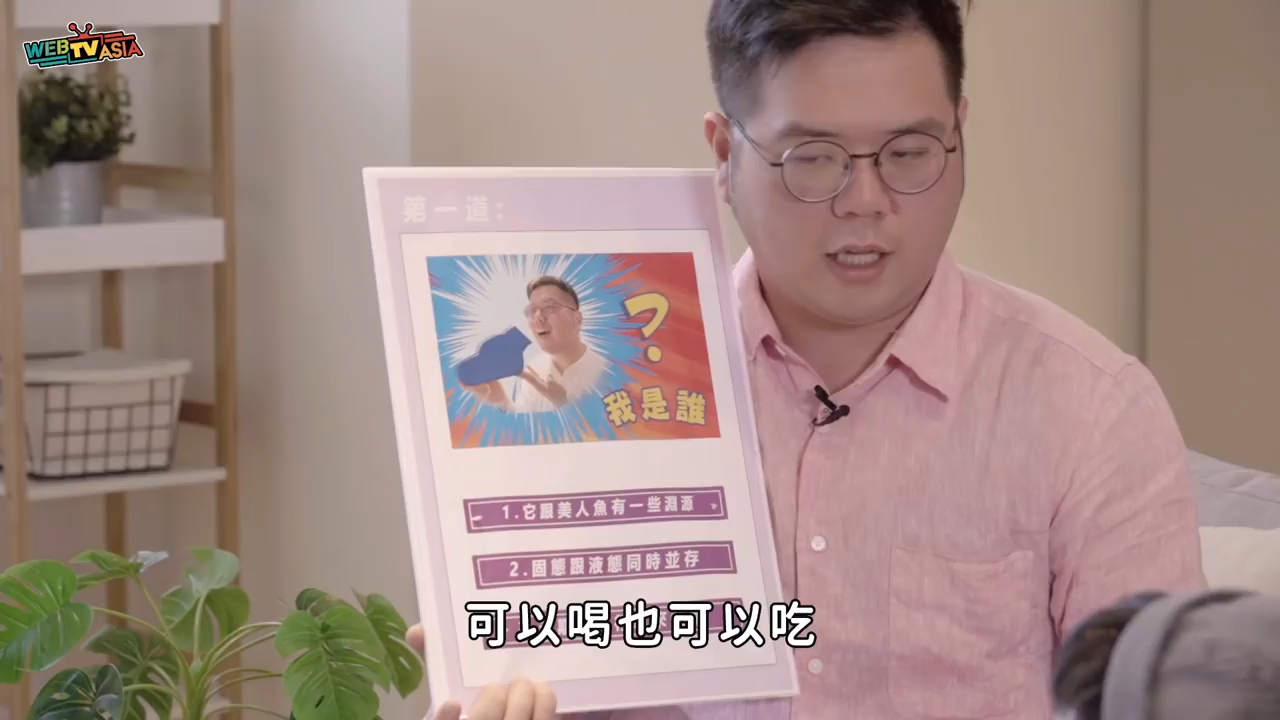 WEBTVASIA
第一道：
?
我是誰
1.它跟美人魚有一些淵源
2.固態跟液態同時並存
可以喝也可以吃